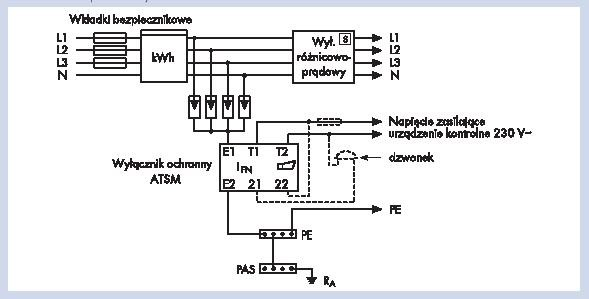 Wkładki bezpiecznikowe
L1
L2
L3
N
kWh
Wył. S
różnicowo-
prądowy
L1
L2
L3
N
Napięcie zasilające
urządzenie kontrolne 230 V~
dzwonek
Wyłącznik ochronny
ATSM
E1 T1 T2
IFN
E2 21 22
PE
PE
PAS
RA